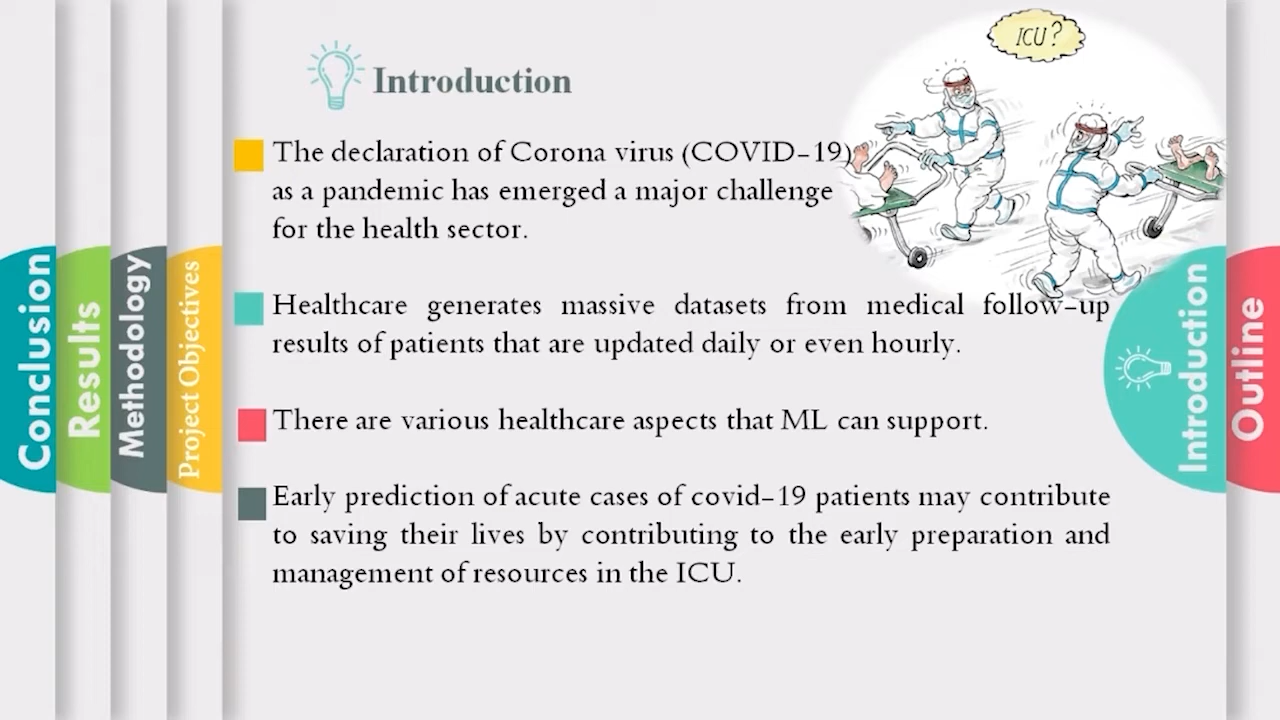 ICU?
Introduction
The declaration of Corona virus (COVID-19)
as a pandemic has emerged a major challenge
for the health sector.
Healthcare generates massive datasets from medical follow-up
results of patients that are updated daily or even hourly.
There are various healthcare aspects that ML can support.
Early prediction of acute cases of covid-19 patients may contribute
to saving their lives by contributing to the early preparation and
management of resources in the ICU.
Conclusion
Results
Methodology
Project Objectives
Introduction
Outline